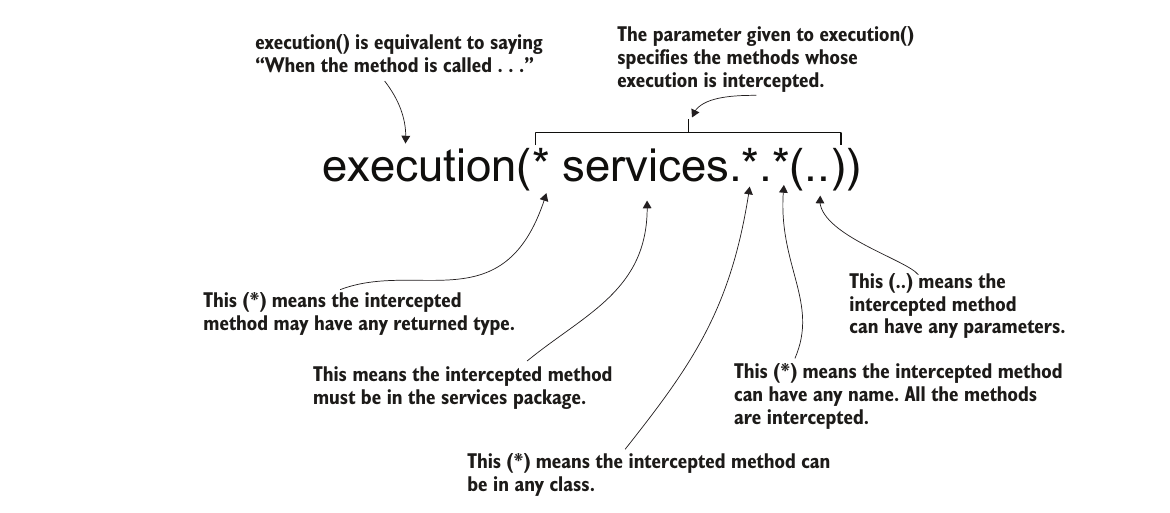 execution() is equivalent to saying
“When the method is called . . .”
The parameter given to execution()
specifies the methods whose
execution is intercepted.
execution(* services.*.*(..))
This (*) means the intercepted
method may have any returned type.
This means the intercepted method
must be in the services package.
This (*) means the intercepted method can
be in any class.
This (*) means the intercepted method
can have any name. All the methods
are intercepted.
This (..) means the
intercepted method
can have any parameters.